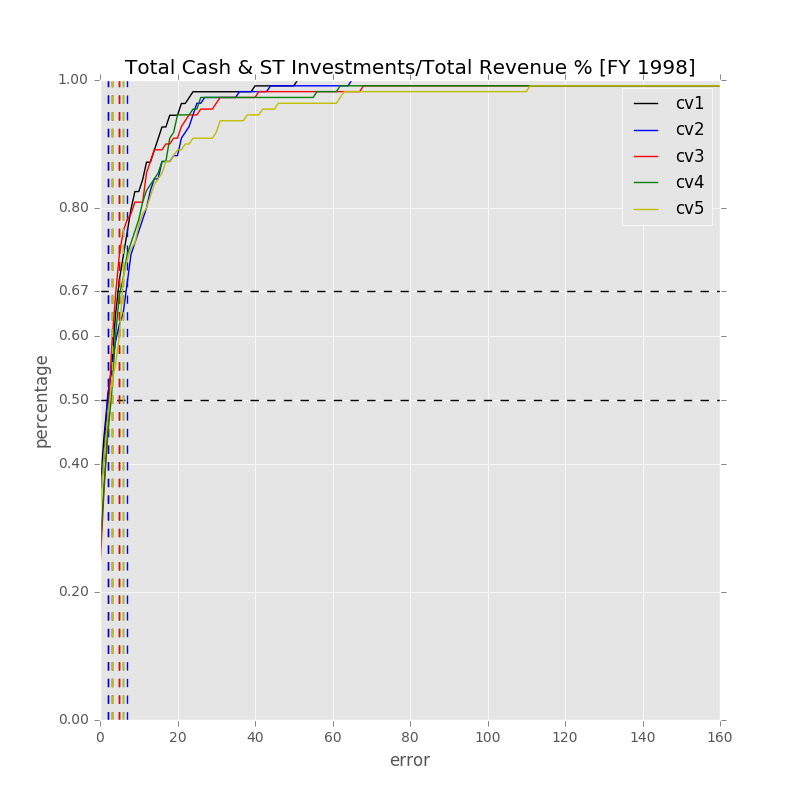 Total Cash & ST Investments/Total Revenue % [FY 1998]
1.00
0.80
0.67
0.60
0.50
0.40
0.20
0.00
percentage
cv1
cv2
cv3
cv4
cv5
0 20 40 60 80 100 120 140 160
error